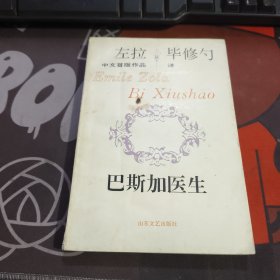 左拉 毕修勺
中文首版作品 译
Emile Zola
Bi Xiushao
巴斯加医生
山东文艺出版社